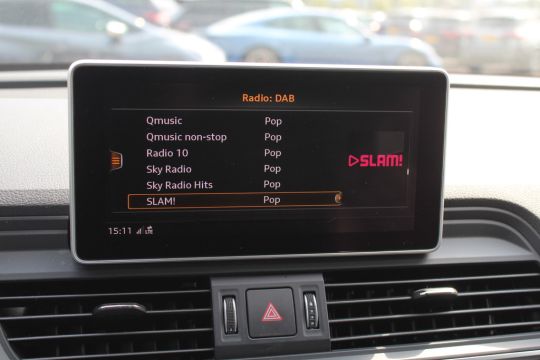 Radio: DAB
Qmusic Pop
Qmusic non-stop Pop
Radio 10 Pop
Sky Radio Pop
Sky Radio Hits Pop
SLAM! Pop
SLAM!
15:11